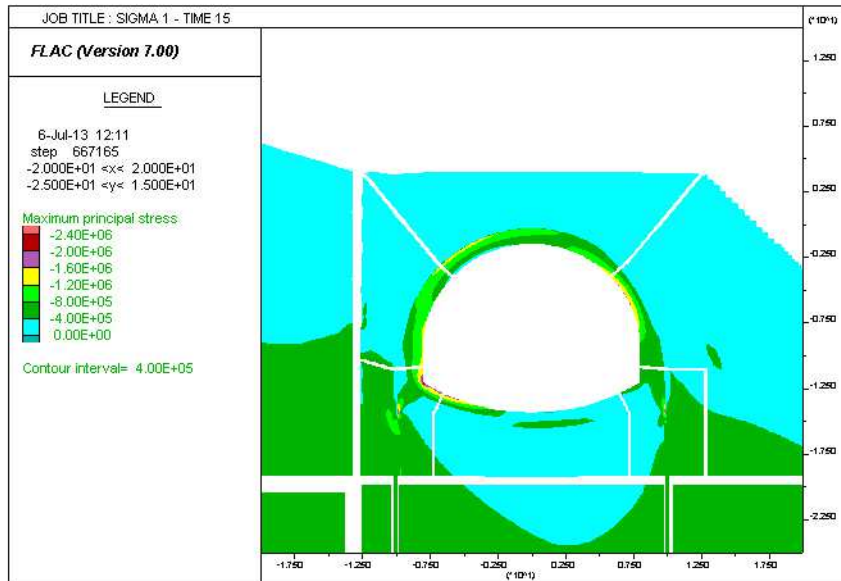 JOB TITLE : SIGMA 1 - TIME 15
(*10^1)
FLAC (Version 7.00)
LEGEND
6-Jul-13 12:11
step 667165
-2.000E+01 <x< 2.000E+01
-2.500E+01 <y< 1.500E+01
Maximum principal stress
-2.40E+06
-2.00E+06
-1.60E+06
-1.20E+06
-8.00E+05
-4.00E+05
0.00E+00
Contour interval= 4.00E+05
1.250
0.750
0.250
-0.250
-0.750
-1.250
-1.750
-2.250
-1.750
-1.250
-0.750
-0.250
0.250
0.750
1.250
1.750
(*10^1)